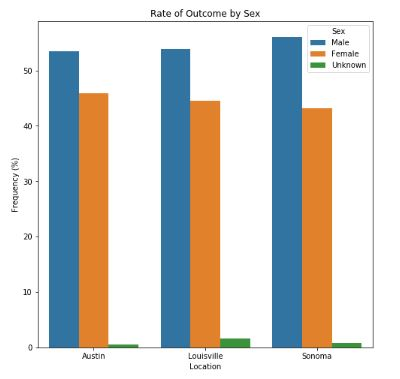 Rate of Outcome by Sex
Sex
Male
Female
Unknown
Frequency (%)
50
40
30
20
10
0
Austin
Louisville
Sonoma
Location